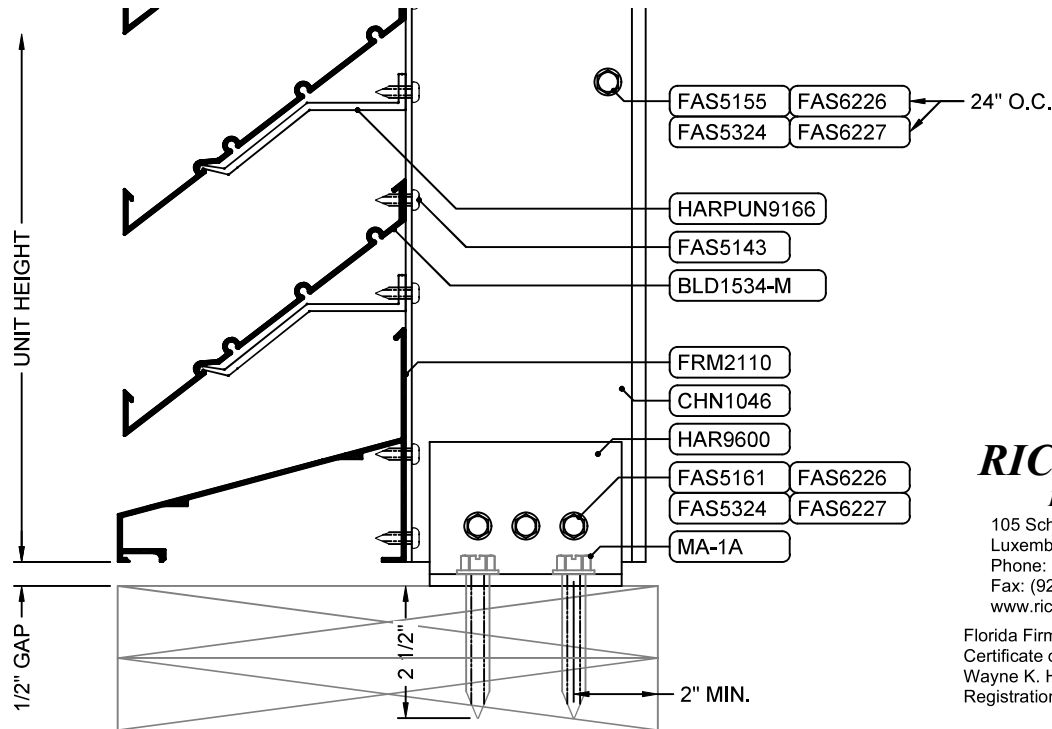 UNIT HEIGHT
1/2" GAP
2 1/2"
FAS5155 FAS6226
FAS5324 FAS6227
24" O.C.
HARPUN9166
FAS5143
BLD1534-M
FRM2110
CHN1046
HAR9600
FAS5161 FAS6226
FAS5324 FAS6227
MA-1A
2" MIN.
RIC
105 Sch
Luxemb
Phone:
Fax: (92
www.ric
Florida Firm
Certificate o
Wayne K. H
Registration